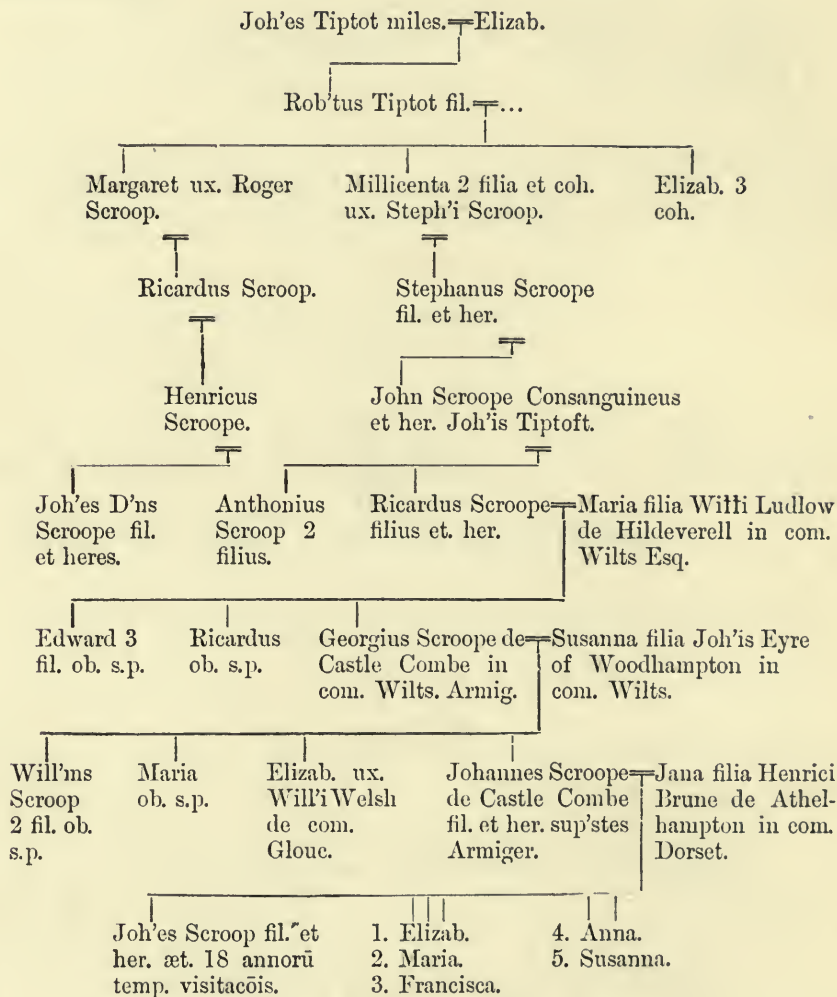 Joh'es Tiptot miles.=Elizab.
Rob'tus Tiptot fil.=...
Margaret ux. Roger
Scroop.
Millicenta 2 filia et coh.
ux. Steph'i Scroop.
Elizab. 3
coh.
Ricardus Scroop.
Stephanus Scroope
fil. et her.
Henricus
Scroope.
John Scroope Consanguineus
et her. Joh'is Tiptoft.
Joh'es D'ns
Scroope fil.
et heres.
Anthonius
Scroop 2
filius.
Ricardus Scroope=
filius et. her.
Maria filia Witti Ludlow
de Hildeverell in com.
Wilts Esq.
Edward 3
fil. ob. s.p.
Ricardus
ob. s.p.
Georgius Scroope de=
Castle Combe in
com. Wilts. Armig.
Susanna filia Joh'is Eyre
of Woodhampton in
com. Wilts.
Will'ms
Scroop
2 fil. ob.
s.p.
Maria
ob. s.p.
Elizab. ux.
Will'i Welsh
de com.
Glouc.
Johannes Scroope=
de Castle Combe
fil. et her. sup'stes
Armiger.
Jana filia Henrici
Brune de Athel-
hampton in com.
Dorset.
Joh'es Scroop fil. et
her. æt. 18 annorū
temp. visitacōis.
1. Elizab.
2. Maria.
3. Francisca.
4. Anna.
5. Susanna.